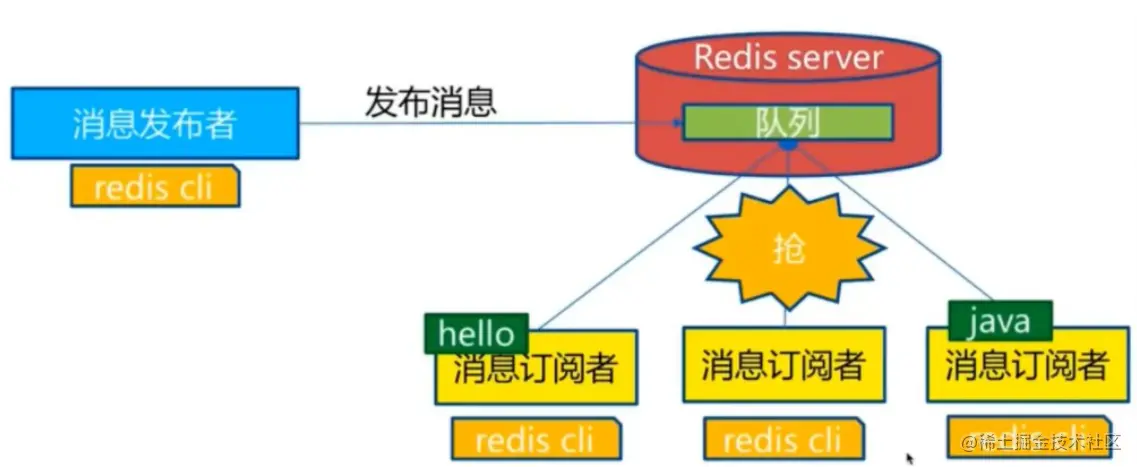 Redis server
消息发布者
发布消息
队列
redis cli
抢
hello
java
消息订阅者
消息订阅者
消息订阅者
redis cli
redis cli
redis cli
@稀土掘金技术社区